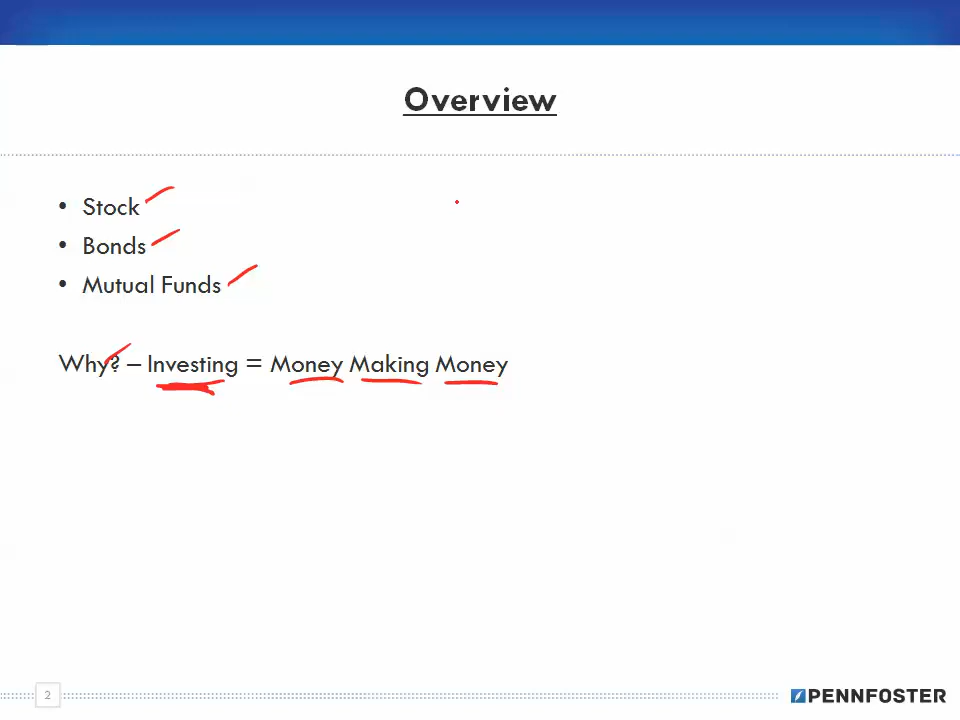 Overview
• Stock
• Bonds
• Mutual Funds
Why? – Investing = Money Making Money
2
PENNFOSTER